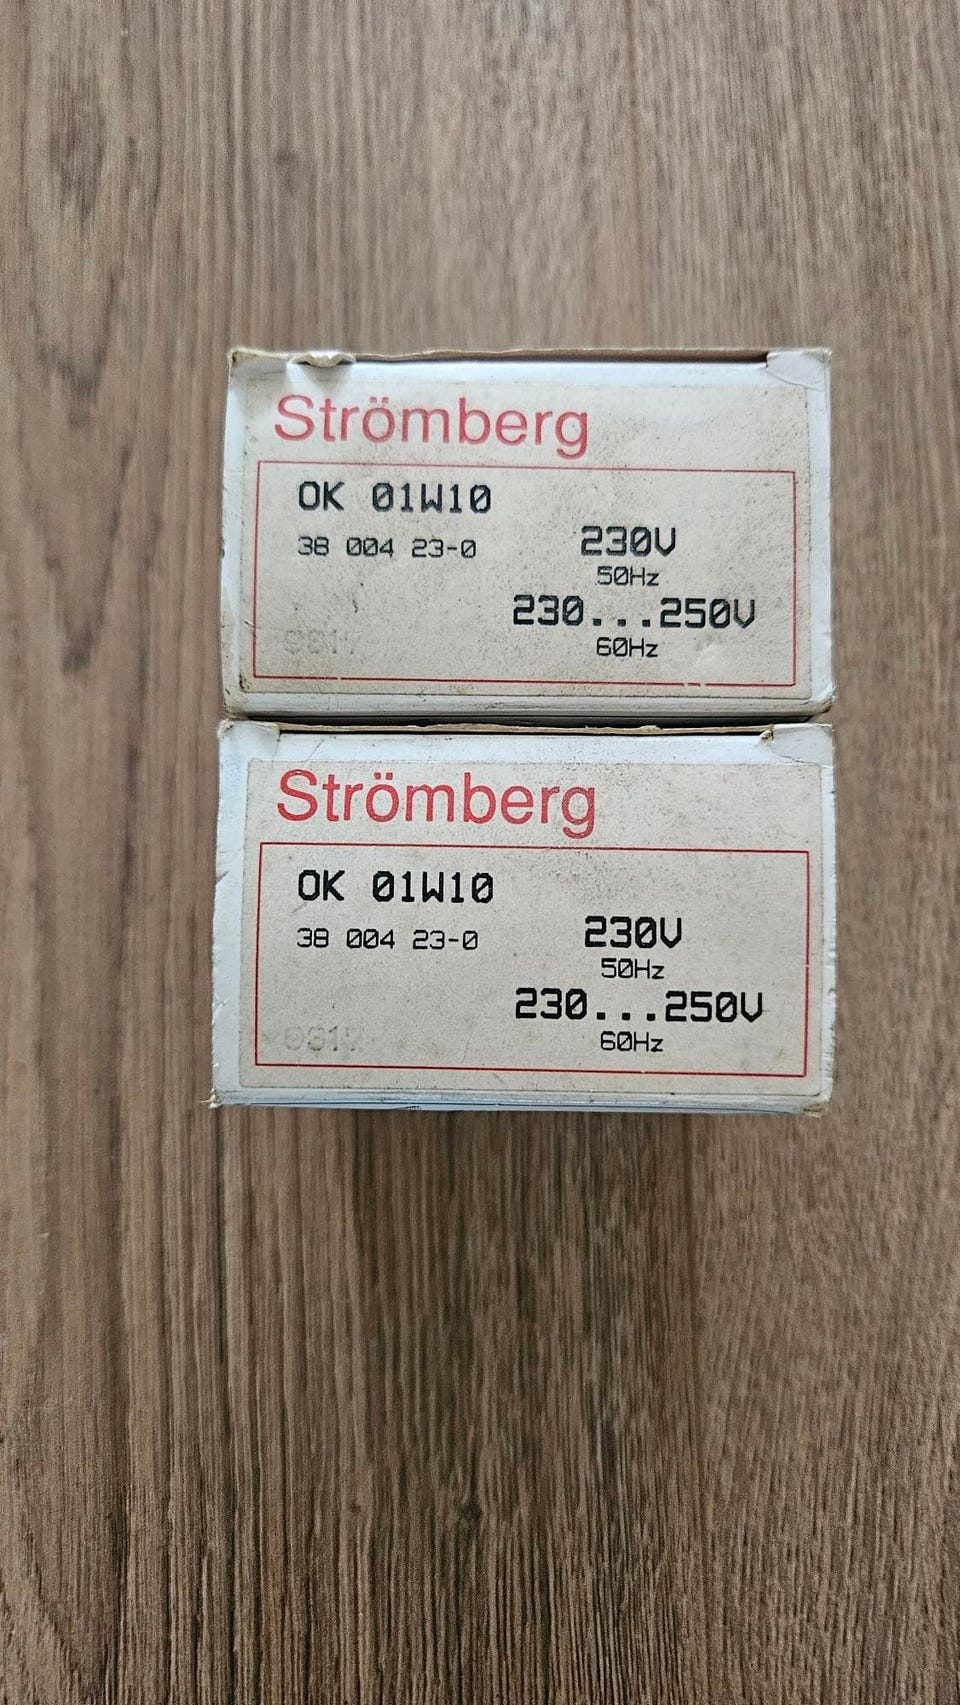 Strömberg
OK 01W10
38 004 23-0
230V
50Hz
230...250V
60Hz
Strömberg
OK 01W10
38 004 23-0
230V
50Hz
230...250V
60Hz